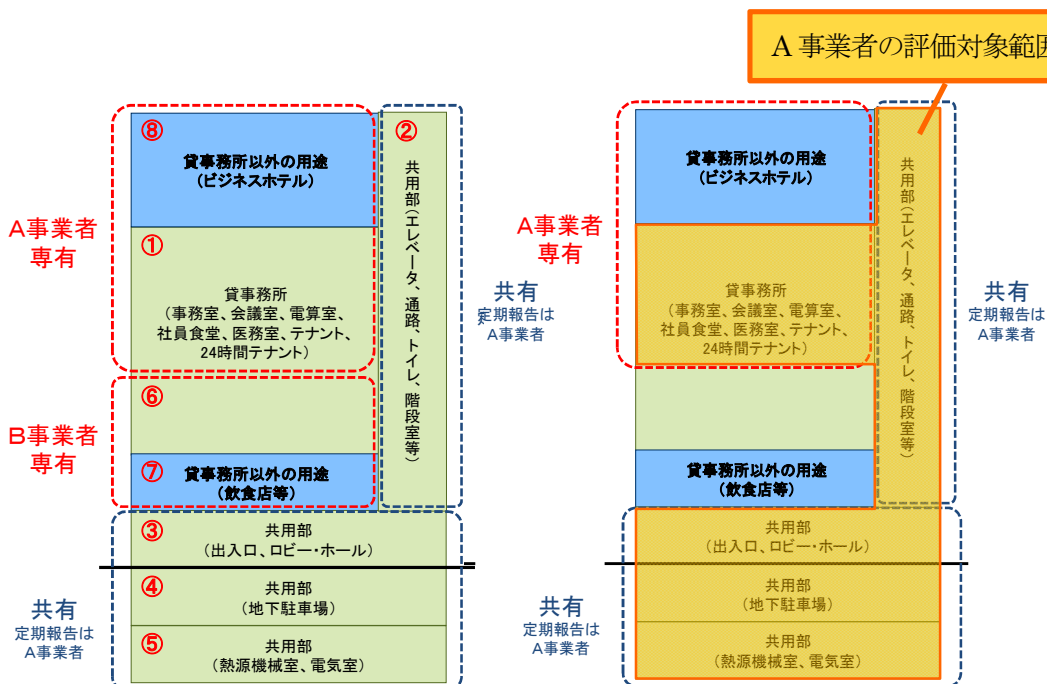 A 事業者の評価対象範囲
⑧
貸事務所以外の用途
(ビジネスホテル)
②
共用部(エレベータ、通路、トイレ、階段室等)
A事業者
専有
①
貸事務所
(事務室、会議室、電算室、
社員食堂、医務室、テナント、
24時間テナント)
共有
定期報告は
A事業者
⑥
B事業者
専有
⑦
貸事務所以外の用途
(飲食店等)
③
共用部
(出入口、ロビー・ホール)
④
共用部
(地下駐車場)
共有
定期報告は
A事業者
⑤
共用部
(熱源機械室、電気室)
貸事務所以外の用途
(ビジネスホテル)
共用部(エレベータ、通路、トイレ、階段室等)
A事業者
専有
貸事務所
(事務室、会議室、電算室、
社員食堂、医務室、テナント、
24時間テナント)
共有
定期報告は
A事業者
貸事務所以外の用途
(飲食店等)
共用部
(出入口、ロビー・ホール)
共用部
(地下駐車場)
共有
定期報告は
A事業者
共用部
(熱源機械室、電気室)